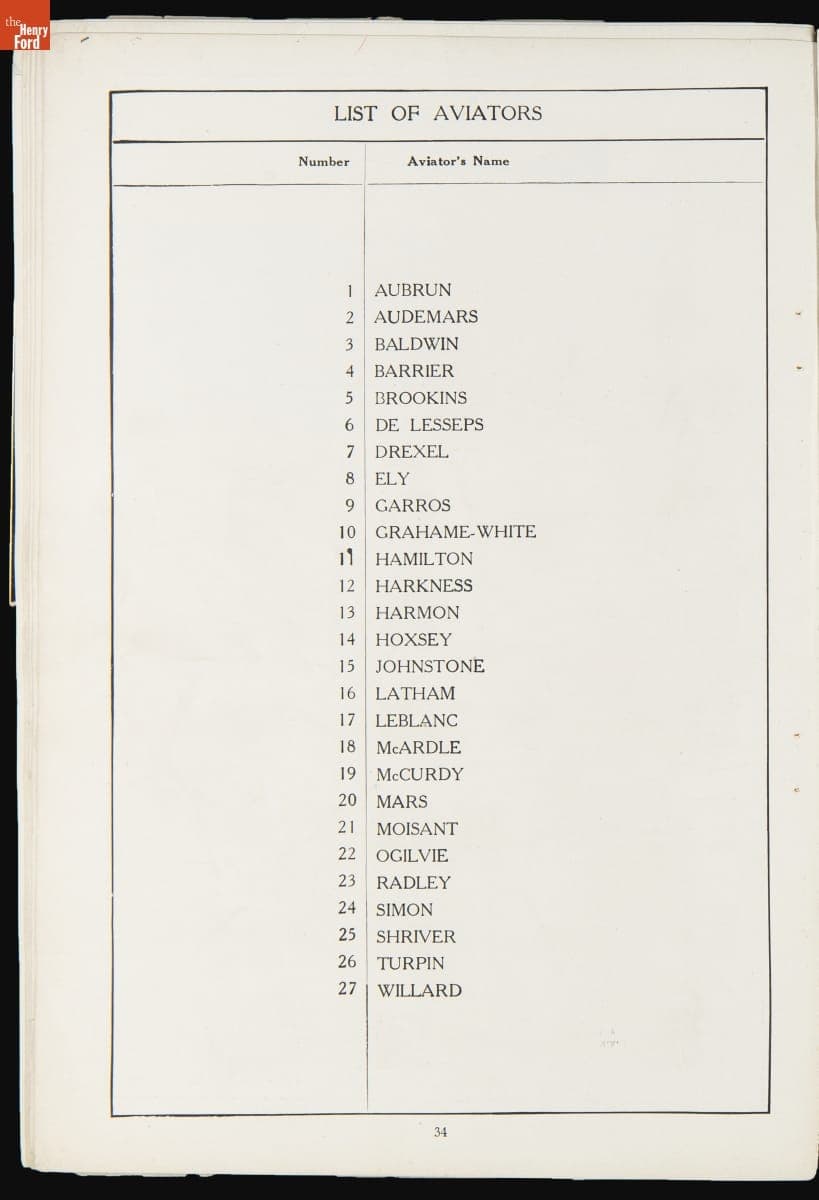 the
Henry
Ford
LIST OF AVIATORS
Number Aviator's Name
1 AUBRUN
2 AUDEMARS
3 BALDWIN
4 BARRIER
5 BROOKINS
6 DE LESSEPS
7 DREXEL
8 ELY
9 GARROS
10 GRAHAME-WHITE
11 HAMILTON
12 HARKNESS
13 HARMON
14 HOXSEY
15 JOHNSTONE
16 LATHAM
17 LEBLANC
18 McARDLE
19 McCURDY
20 MARS
21 MOISANT
22 OGILVIE
23 RADLEY
24 SIMON
25 SHRIVER
26 TURPIN
27 WILLARD
34